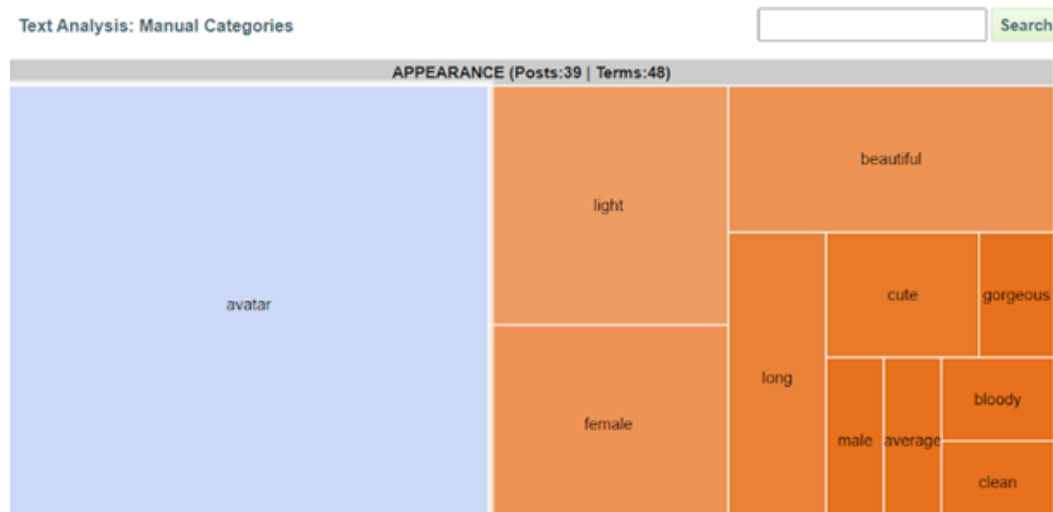 Text Analysis: Manual Categories
Search
APPEARANCE (Posts:39 | Terms:48)
avatar
light
female
beautiful
long
cute
gorgeous
male
average
bloody
clean